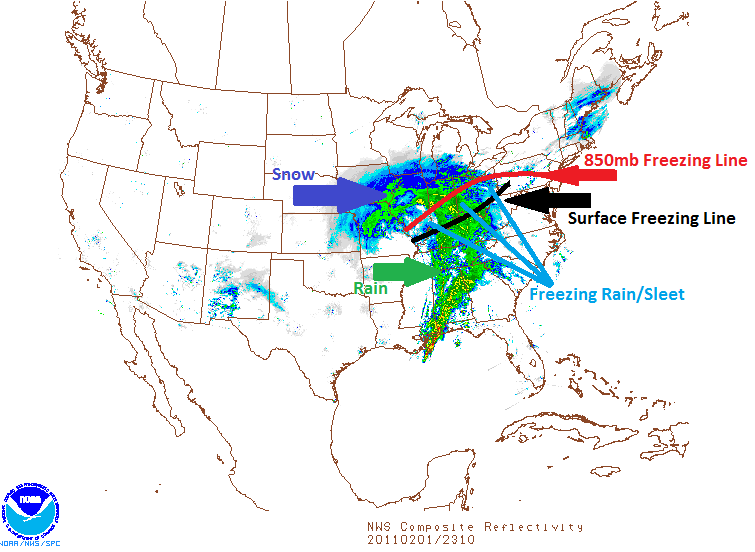 850mb Freezing Line
Snow
Surface Freezing Line
Rain
Freezing Rain/Sleet
NOAA
NOAA/NWS/SPC
NWS Composite Reflectivity
20110201/2310